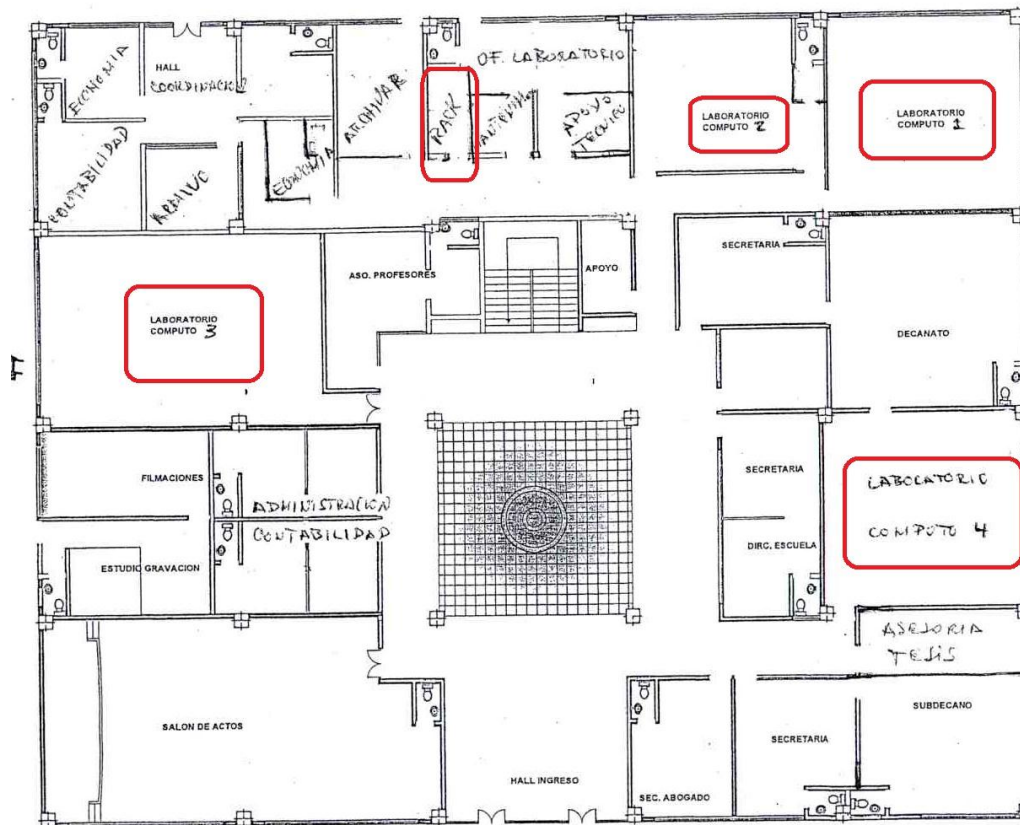 ECONOMIA
HALL
COORDINACION
ARCHIVAR
OF. LABORATORIO
RACK
APOYO
TECNICO
LABORATORIO
COMPUTO 2
LABORATORIO
COMPUTO 1
CONTABILIDAD
ARCHIVO
ECONOMIA
ASO. PROFESORES
APOYO
SECRETARIA
LABORATORIO
COMPUTO 3
DECANATO
44
FILMACIONES
ADMINISTRACION
CONTABILIDAD
ESTUDIO GRAVACION
SECRETARIA
DIRC. ESCUELA
LABORATORIO
COMPUTO 4
ASESORIA
TESIS
SALON DE ACTOS
HALL INGRESO
SEC. ABOGADO
SECRETARIA
SUBDECANO